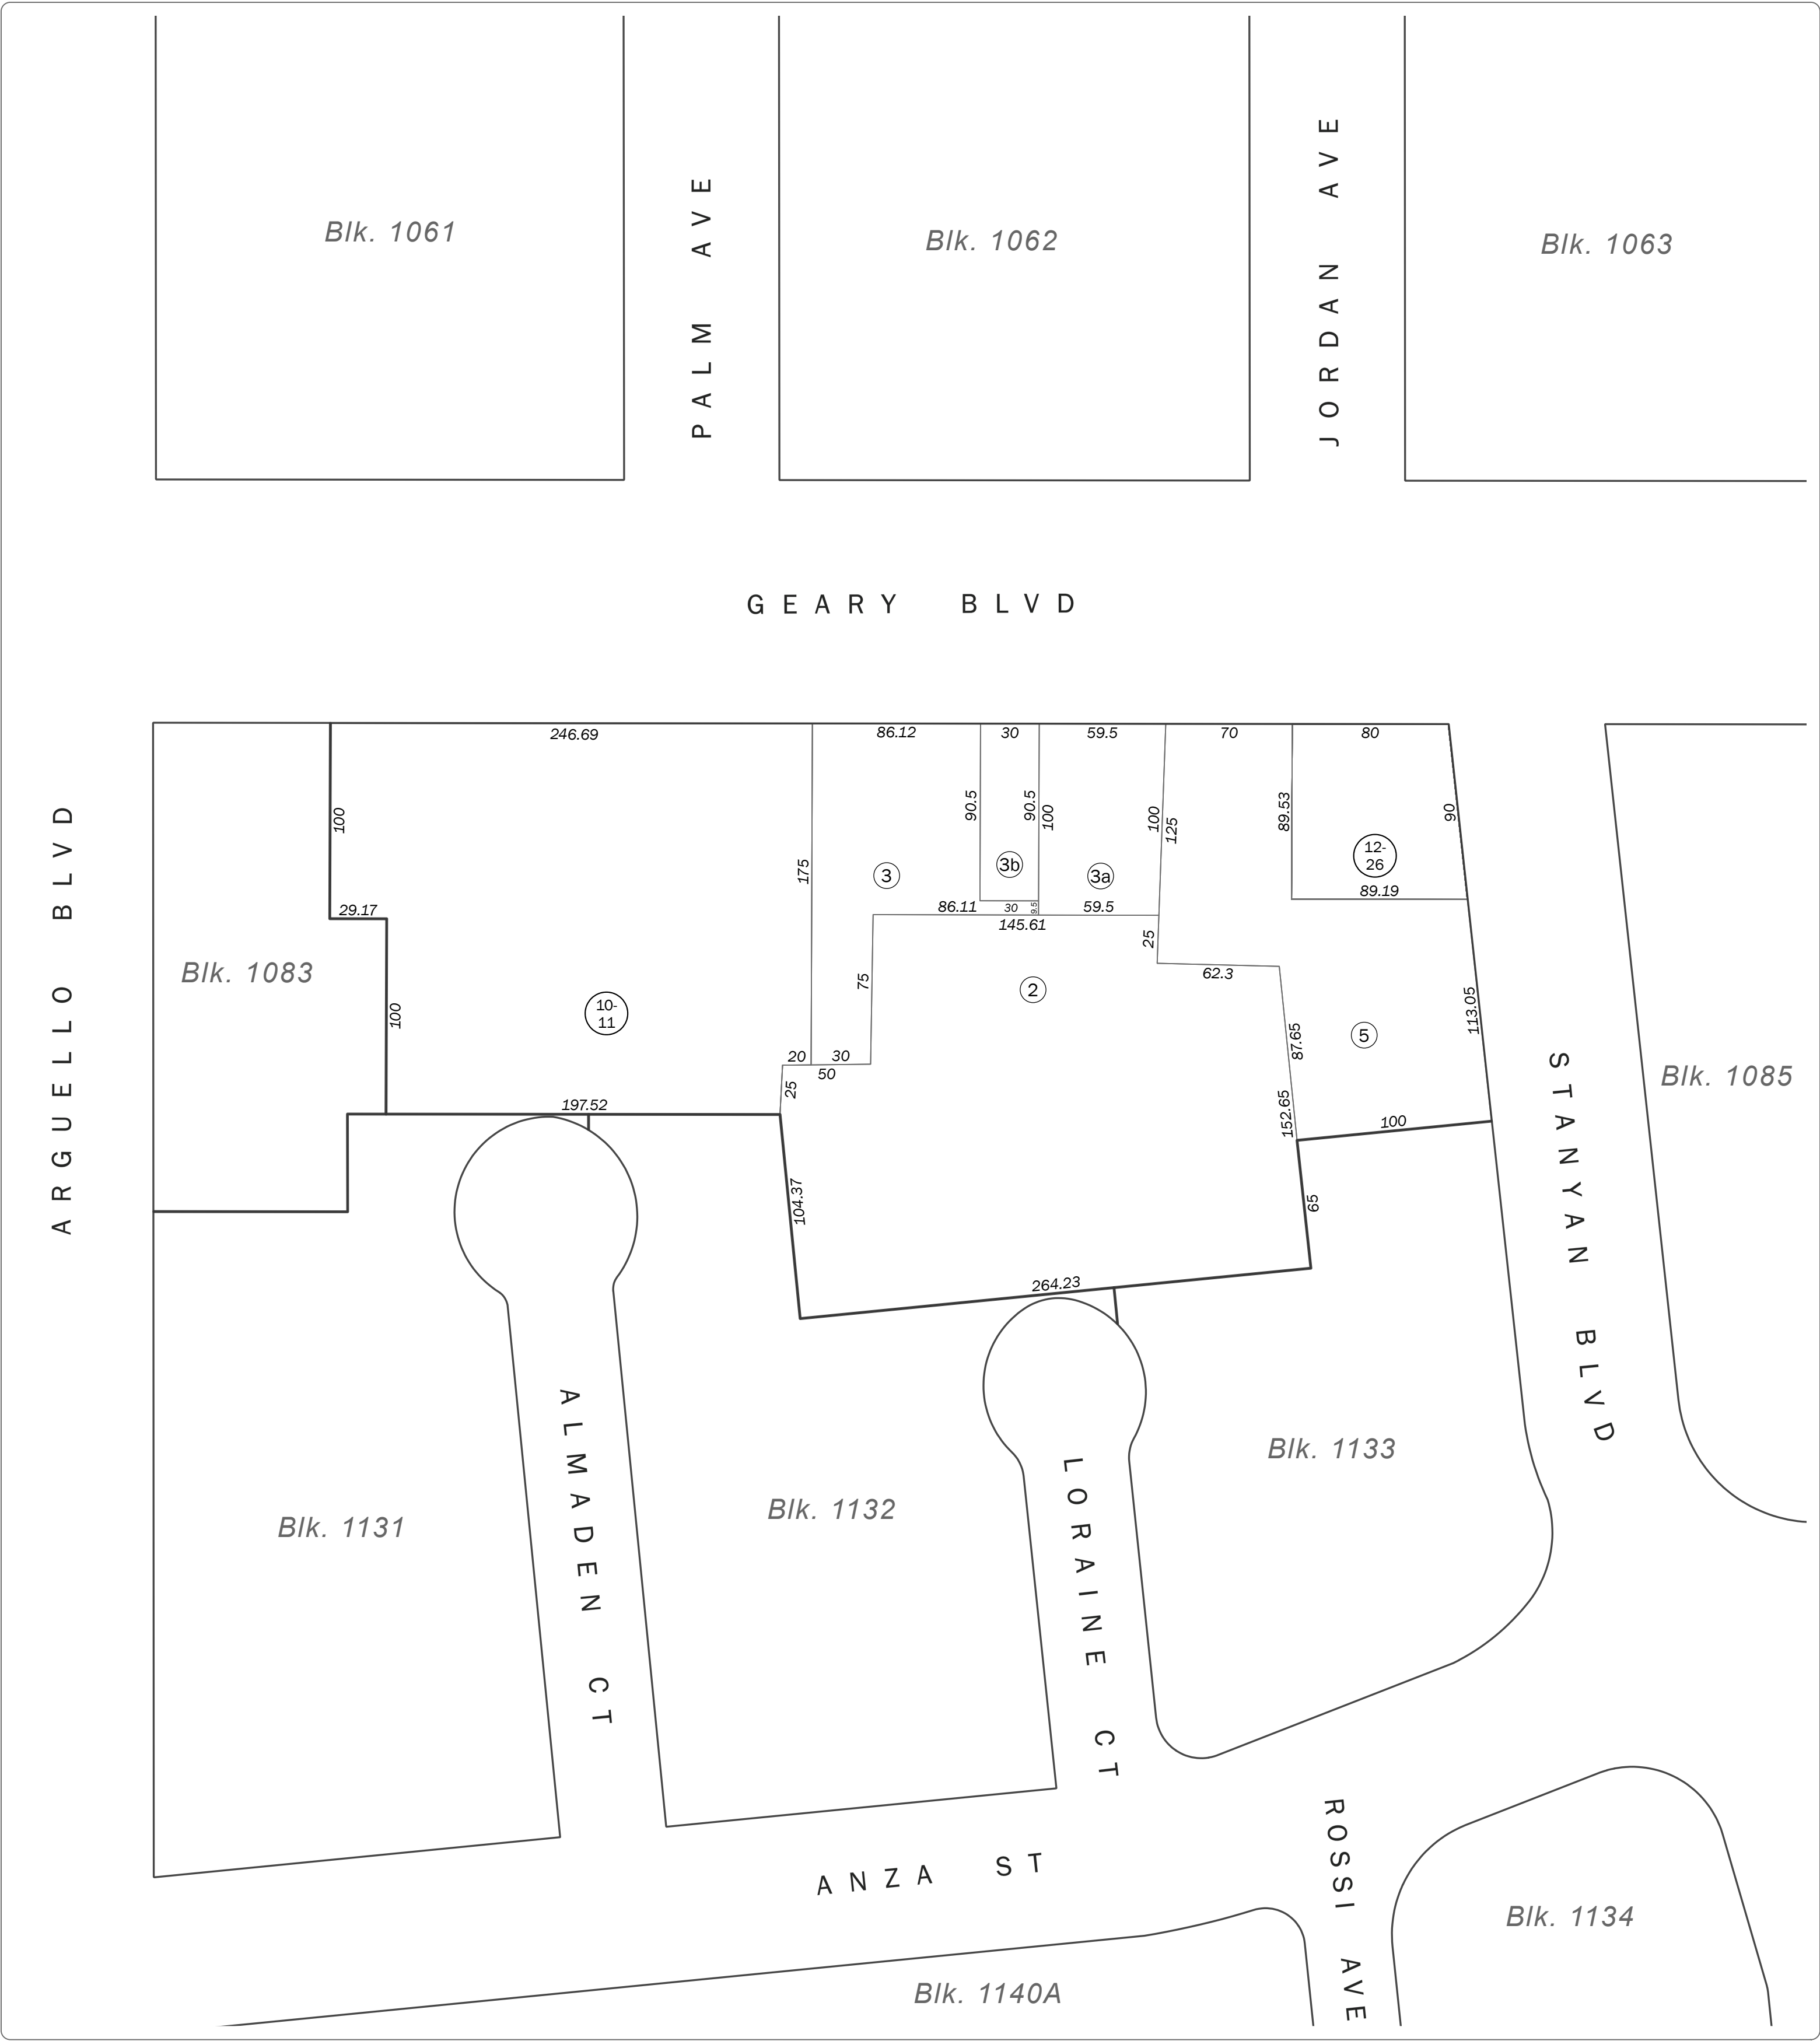 Blk. 1061
PALM AVE
Blk. 1062
JORDAN AVE
Blk. 1063
GEARY BLVD
246.69
86.12
30
59.5
70
80
100
175
90.5
90.5
100
100
125
89.53
90
3
3b
3a
12-
26
29.17
86.11
30
9.5
59.5
89.19
145.61
ARGUELLO BLVD
Blk. 1083
100
10-
11
75
2
25
62.3
87.65
5
113.05
STANYAN BLVD
Blk. 1085
20
30
50
25
197.52
152.65
100
104.37
65
264.23
ALMADEN CT
LORAINE CT
Blk. 1131
Blk. 1132
Blk. 1133
ANZA ST
ROSSI AVE
Blk. 1134
Blk. 1140A